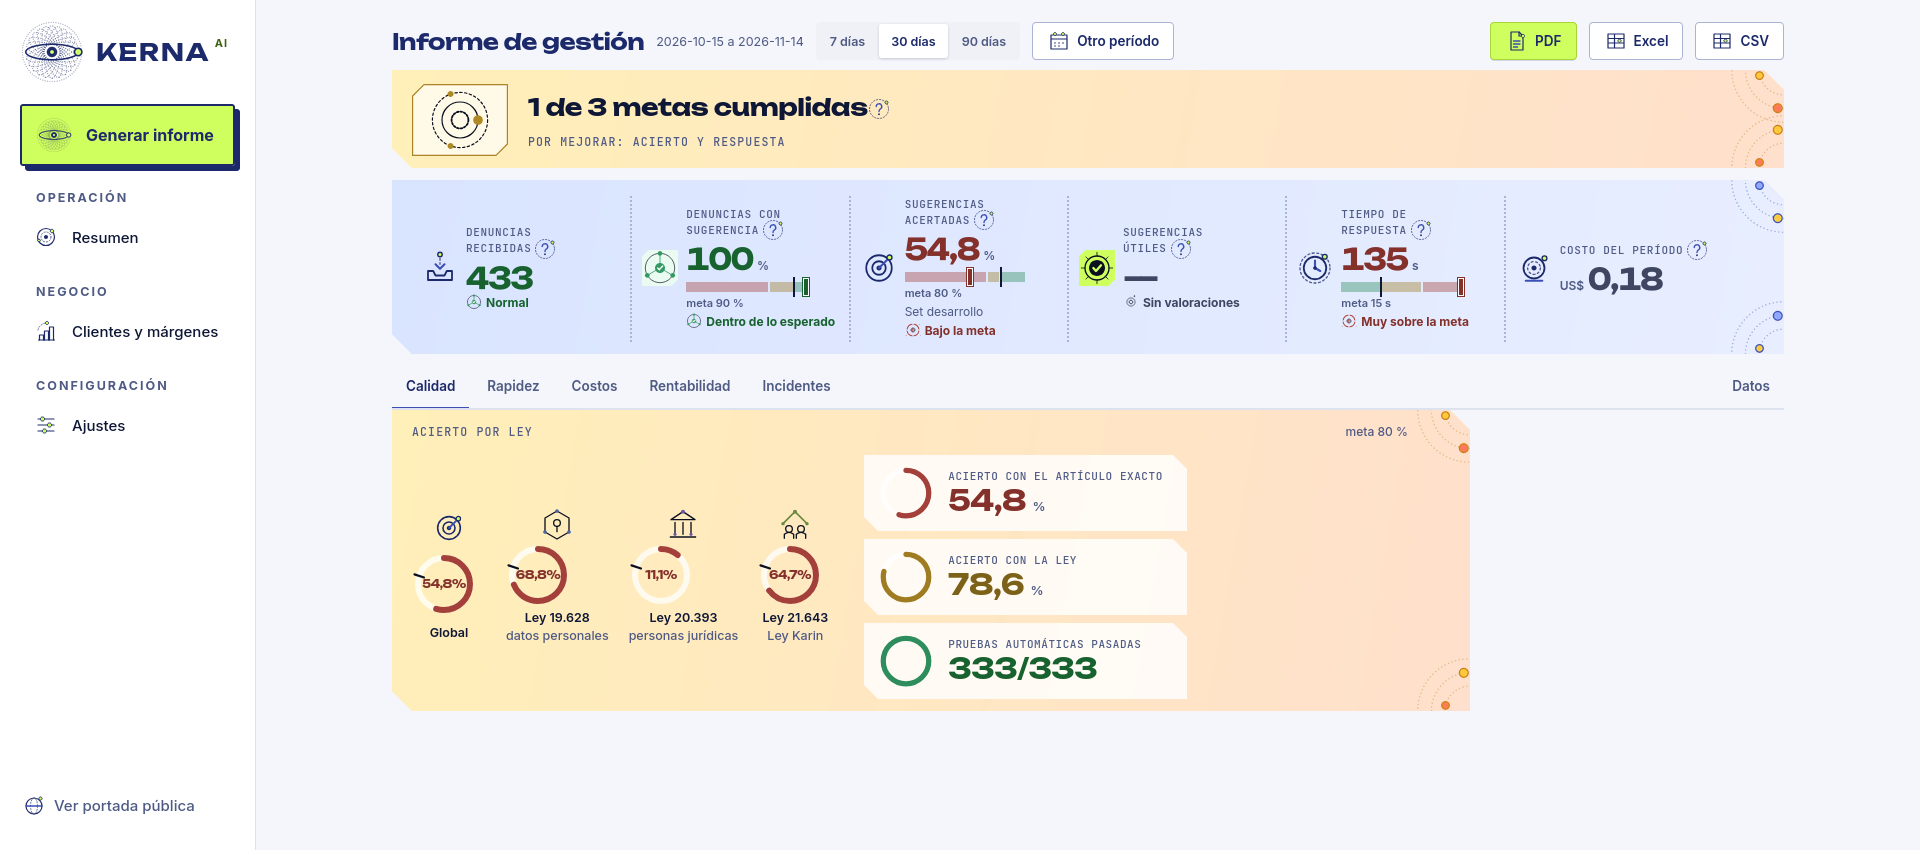 KERNA AI
Generar informe
OPERACIÓN
Resumen
NEGOCIO
Clientes y márgenes
CONFIGURACIÓN
Ajustes
Ver portada pública
Informe de gestión 2026-10-15 a 2026-11-14 7 días 30 días 90 días Otro período PDF Excel CSV
1 de 3 metas cumplidas ?
POR MEJORAR: ACIERTO Y RESPUESTA
DENUNCIAS
RECIBIDAS ?
433
Normal
DENUNCIAS CON
SUGERENCIA ?
100 %
meta 90 %
Dentro de lo esperado
SUGERENCIAS
ACERTADAS ?
54,8 %
meta 80 %
Set desarrollo
Bajo la meta
SUGERENCIAS
ÚTILES ?
—
Sin valoraciones
TIEMPO DE
RESPUESTA ?
135 s
meta 15 s
Muy sobre la meta
COSTO DEL PERÍODO ?
US$ 0,18
Calidad Rapidez Costos Rentabilidad Incidentes Datos
ACIERTO POR LEY meta 80 %
54,8%
Global
68,8%
Ley 19.628
datos personales
11,1%
Ley 20.393
personas jurídicas
64,7%
Ley 21.643
Ley Karin
ACIERTO CON EL ARTÍCULO EXACTO
54,8 %
ACIERTO CON LA LEY
78,6 %
PRUEBAS AUTOMÁTICAS PASADAS
333/333